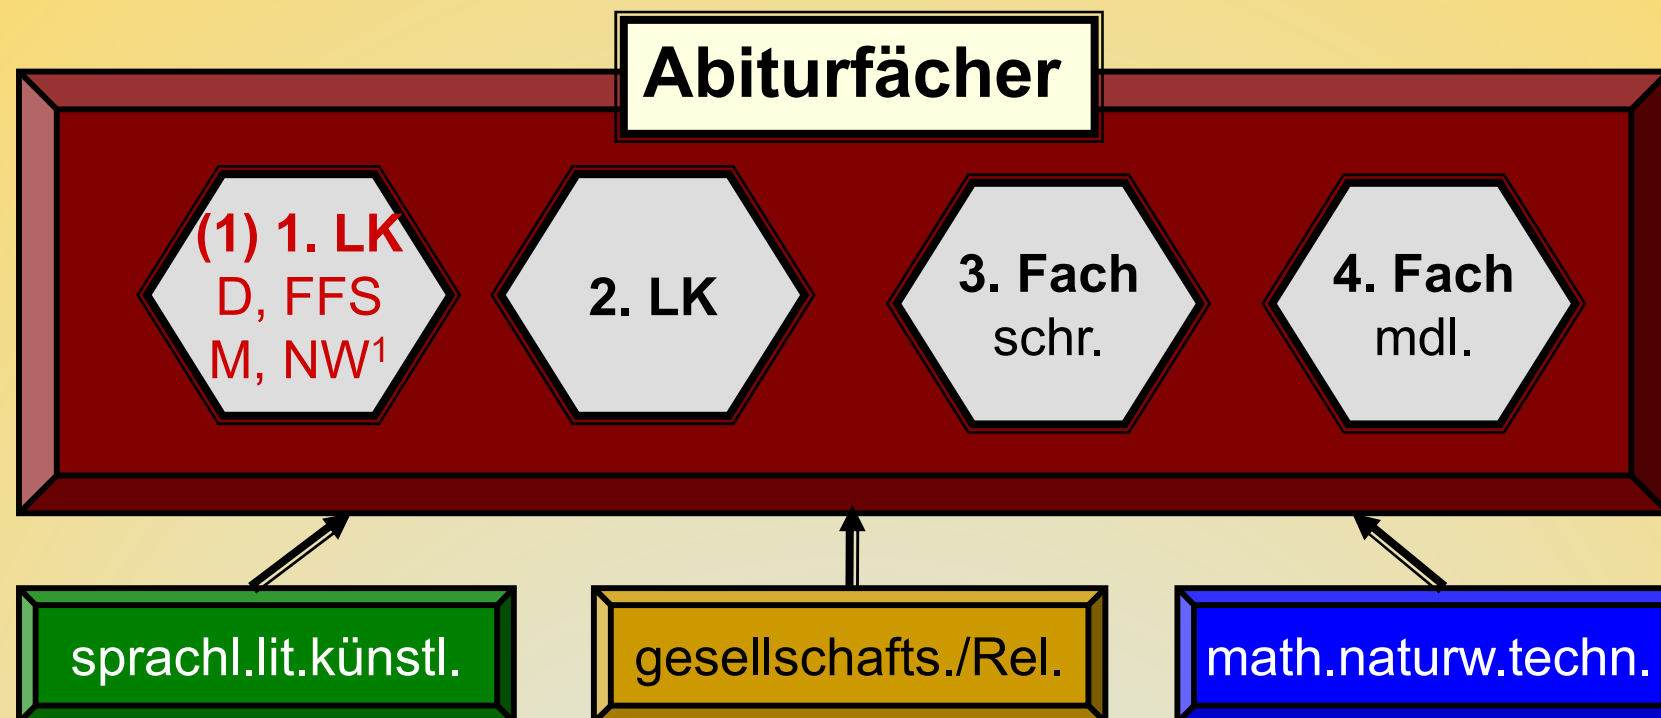 Abiturfächer
(1) 1. LK
D, FFS
M, NW¹
2. LK
3. Fach
schr.
4. Fach
mdl.
sprachl.lit.künstl.
gesellschafts./Rel.
math.naturw.techn.